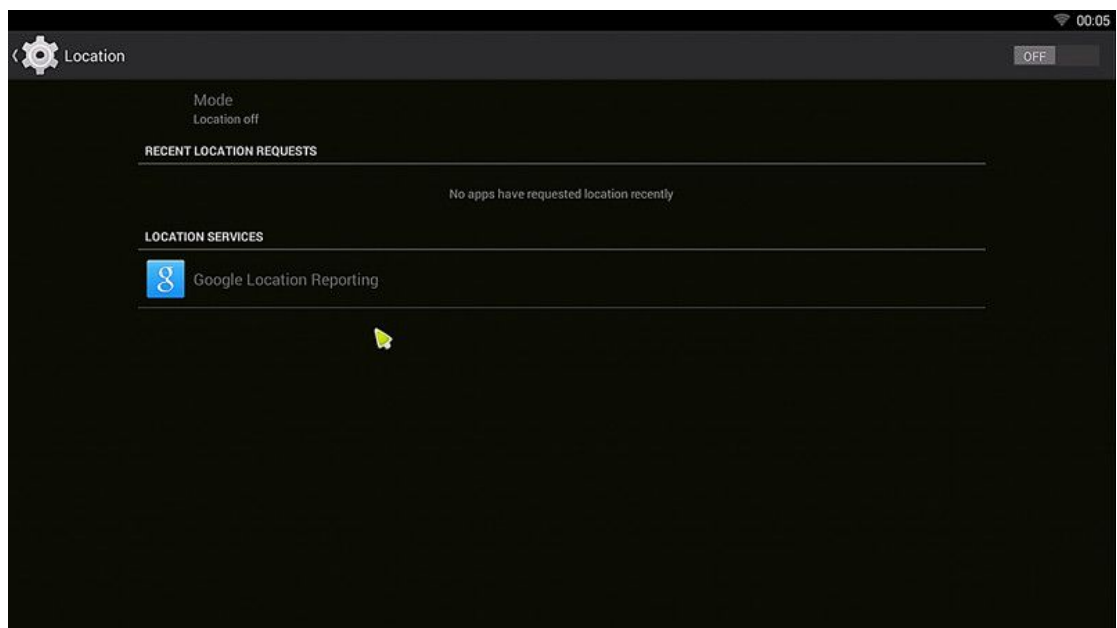 00:05
Location
OFF
Mode
Location off
RECENT LOCATION REQUESTS
No apps have requested location recently
LOCATION SERVICES
g
Google Location Reporting